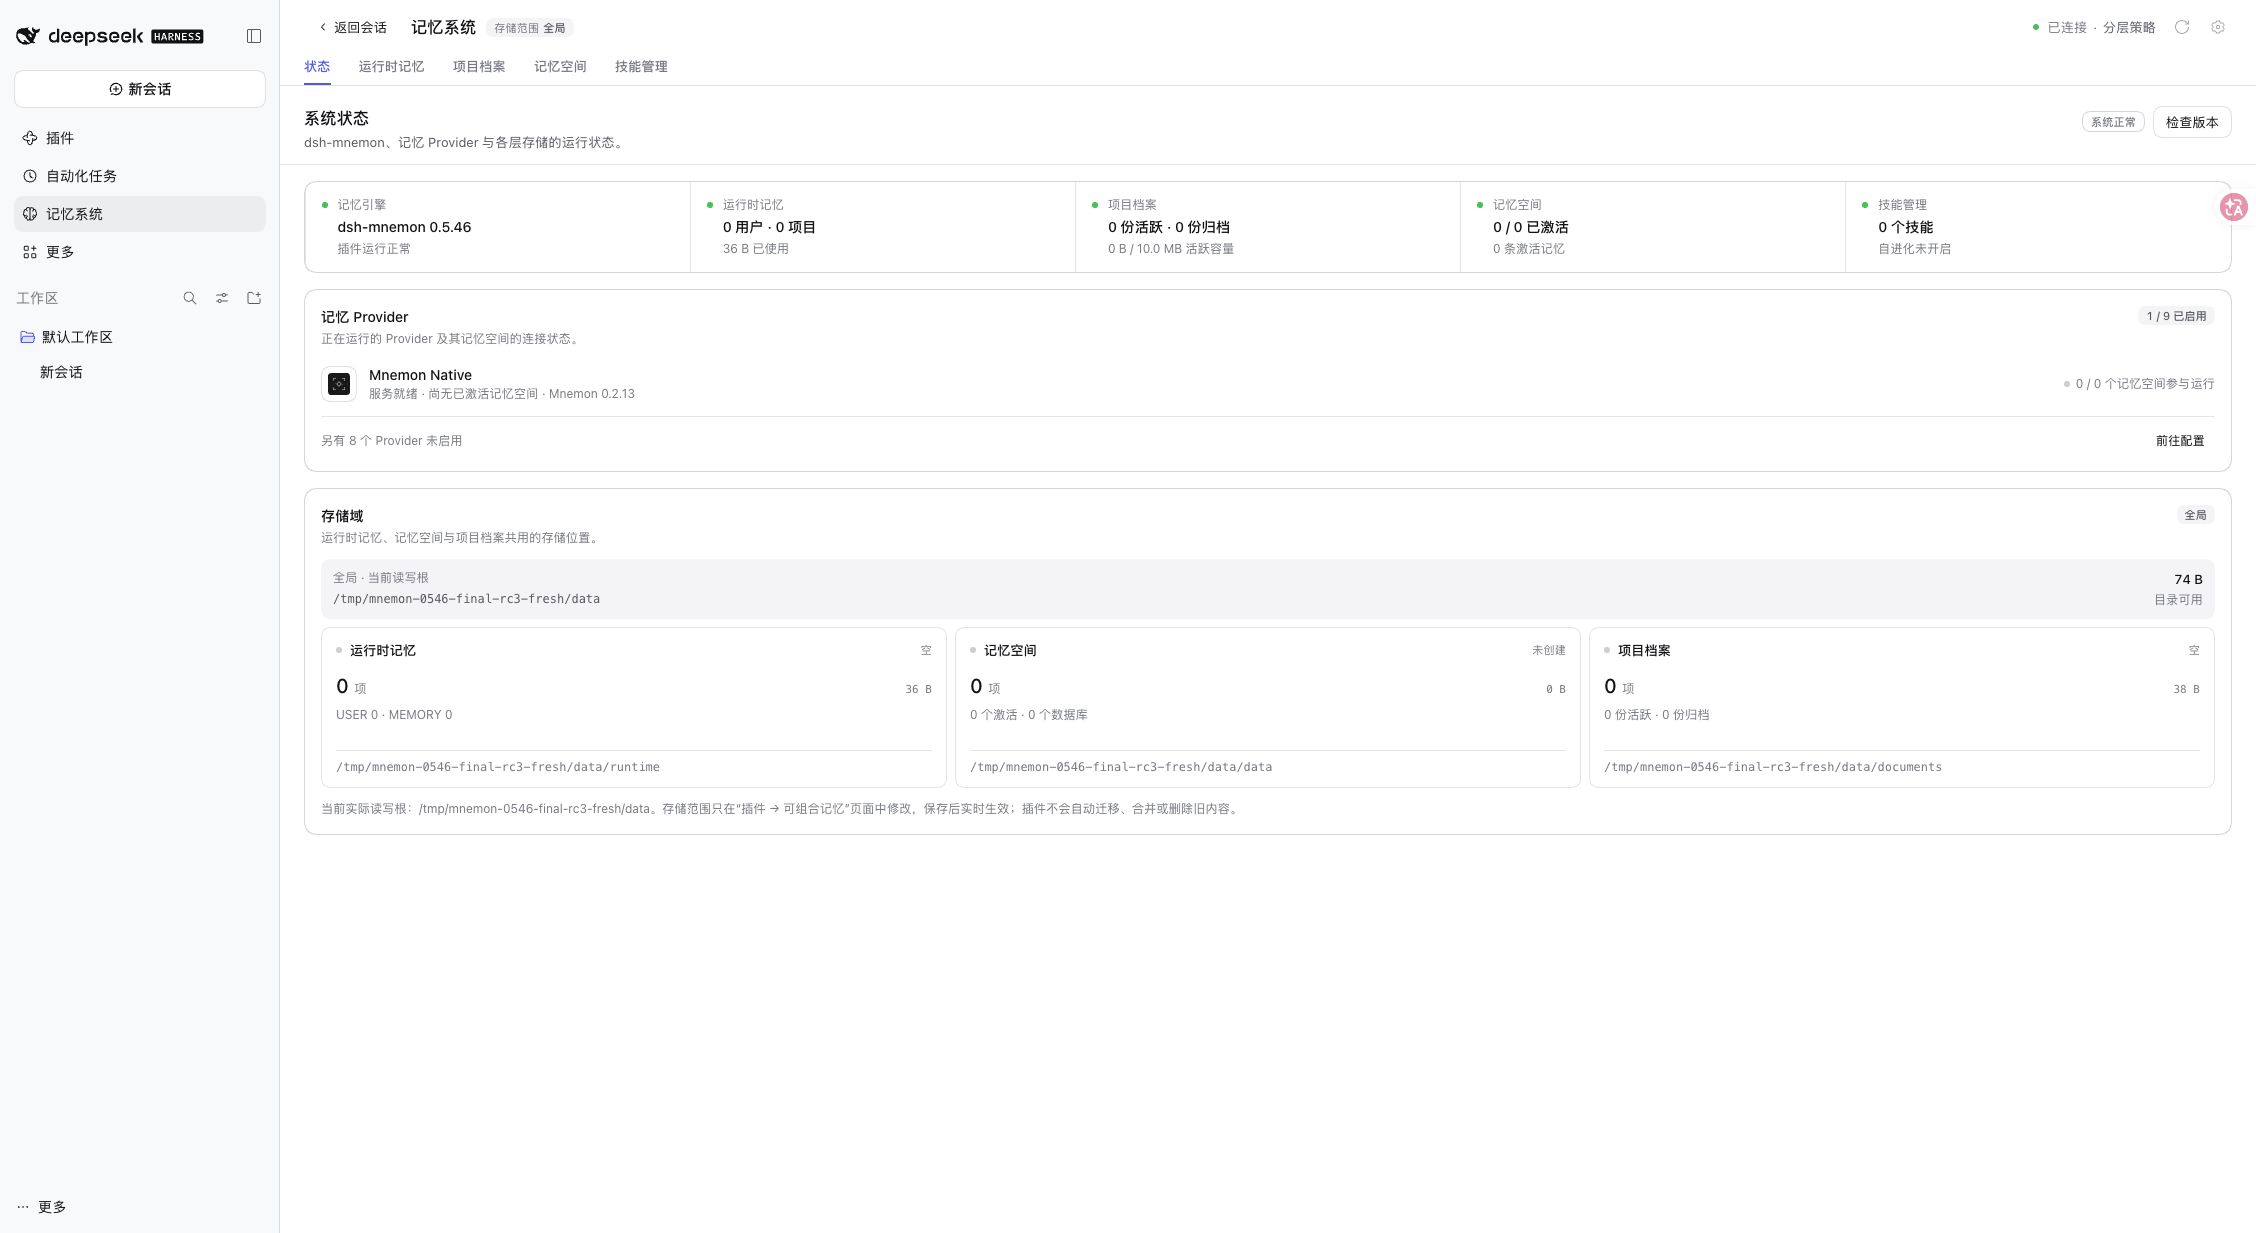 deepseek HARNESS
新会话
插件
自动化任务
记忆系统
更多
工作区
默认工作区
新会话
更多
返回会话 记忆系统 存储范围 全局
已连接 · 分层策略
状态 运行时记忆 项目档案 记忆空间 技能管理
系统状态
dsh-mnemon、记忆 Provider 与各层存储的运行状态。
系统正常 检查版本
记忆引擎
dsh-mnemon 0.5.46
插件运行正常
运行时记忆
0 用户 · 0 项目
36 B 已使用
项目档案
0 份活跃 · 0 份归档
0 B / 10.0 MB 活跃容量
记忆空间
0 / 0 已激活
0 条激活记忆
技能管理
0 个技能
自进化未开启
记忆 Provider
1 / 9 已启用
正在运行的 Provider 及其记忆空间的连接状态。
Mnemon Native
服务就绪 · 尚无已激活记忆空间 · Mnemon 0.2.13
0 / 0 个记忆空间参与运行
另有 8 个 Provider 未启用
前往配置
存储域
全局
运行时记忆、记忆空间与项目档案共用的存储位置。
全局 · 当前读写根
/tmp/mnemon-0546-final-rc3-fresh/data
74 B
目录可用
运行时记忆 空
0 项 36 B
USER 0 · MEMORY 0
/tmp/mnemon-0546-final-rc3-fresh/data/runtime
记忆空间 未创建
0 项 0 B
0 个激活 · 0 个数据库
/tmp/mnemon-0546-final-rc3-fresh/data/data
项目档案 空
0 项 38 B
0 份活跃 · 0 份归档
/tmp/mnemon-0546-final-rc3-fresh/data/documents
当前实际读写根：/tmp/mnemon-0546-final-rc3-fresh/data。存储范围只在“插件 → 可组合记忆”页面中修改，保存后实时生效；插件不会自动迁移、合并或删除旧内容。